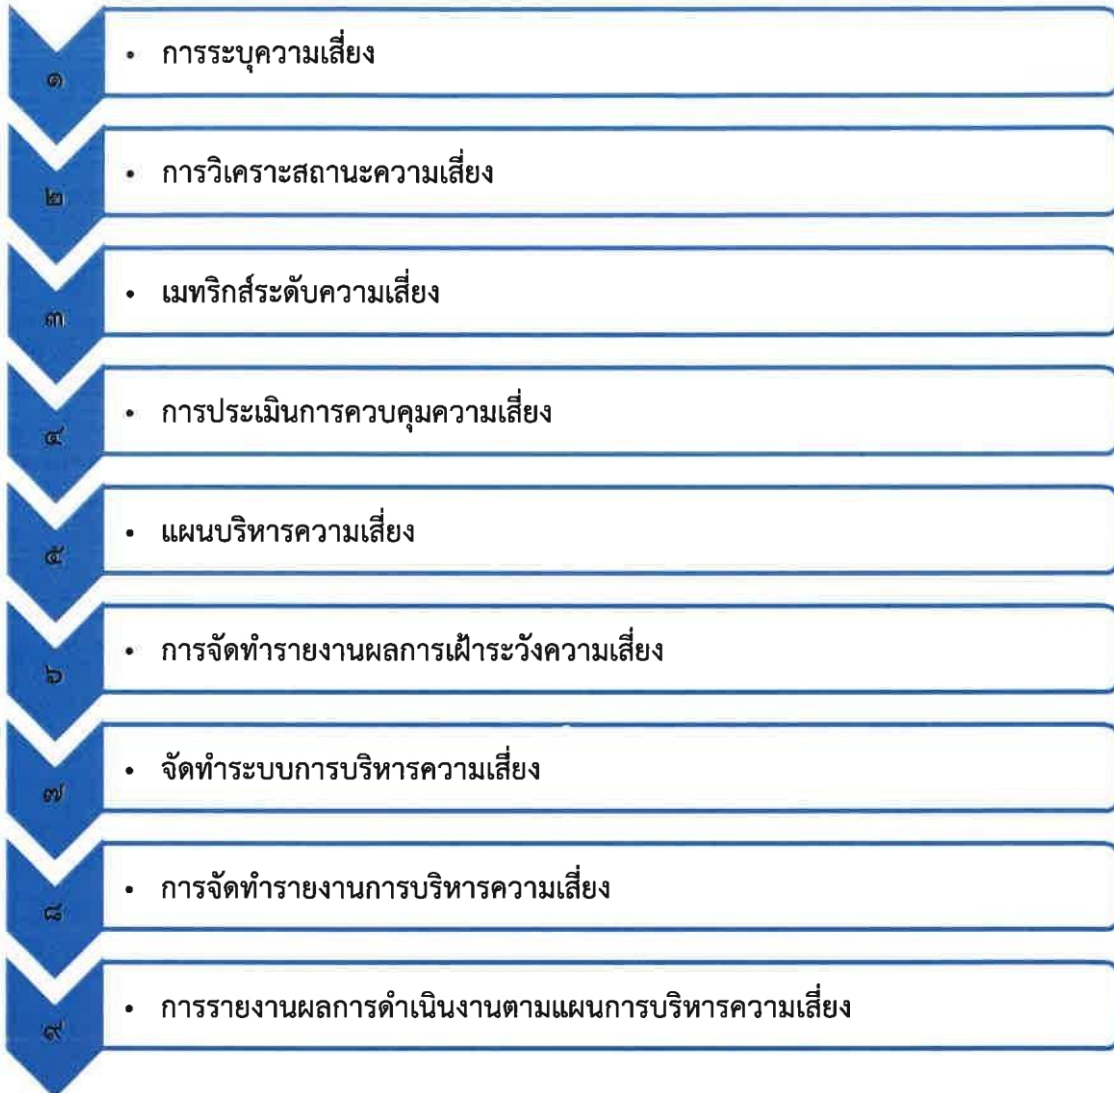 ๑
• การระบุความเสี่ยง
๒
• การวิเคราะสถานะความเสี่ยง
๓
• เมทริกส์ระดับความเสี่ยง
๔
• การประเมินการควบคุมความเสี่ยง
๕
• แผนบริหารความเสี่ยง
๖
• การจัดทำรายงานผลการเฝ้าระวังความเสี่ยง
๗
• จัดทำระบบการบริหารความเสี่ยง
๘
• การจัดทำรายงานการบริหารความเสี่ยง
๙
• การรายงานผลการดำเนินงานตามแผนการบริหารความเสี่ยง